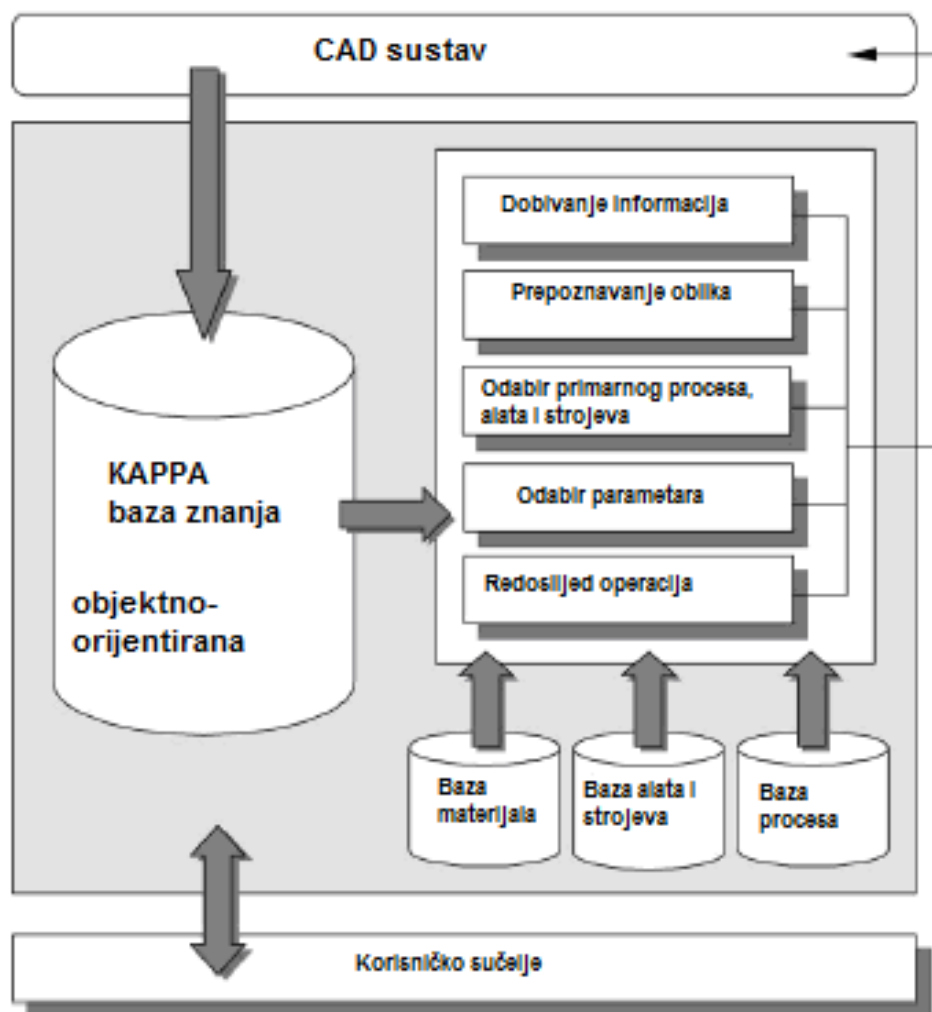 CAD sustav
Dobivanje informacija
Prepoznavanje oblika
Odabir primarnog procesa,
alata i strojeva
Odabir parametara
Redoslijed operacija
KAPPA
baza znanja
objektno-
orijentirana
Baza
materijala
Baza alata i
strojeva
Baza
procesa
Korisničko sučelje